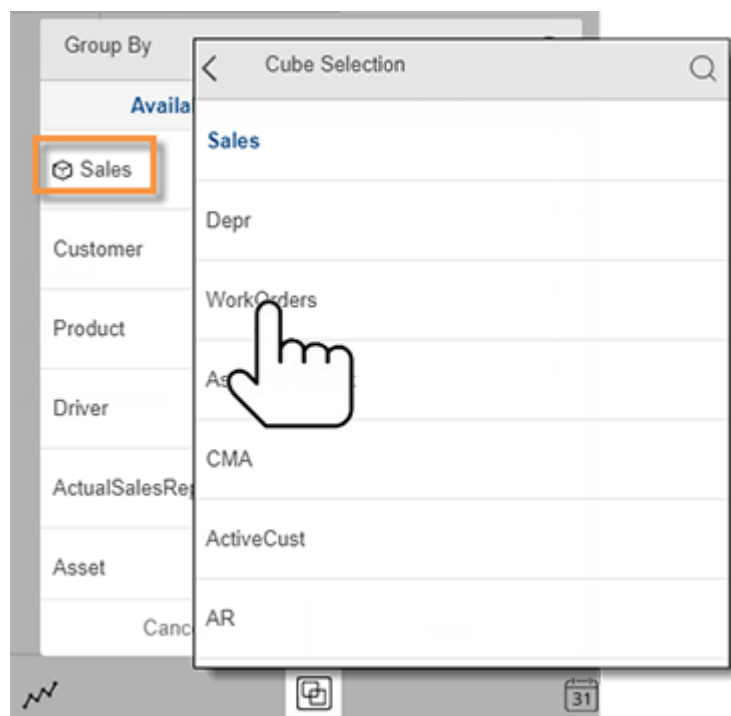 Group By
Availa
Sales
Customer
Product
Driver
ActualSalesRep
Asset
Canc
Cube Selection
Sales
Depr
WorkOrders
CMA
ActiveCust
AR
31